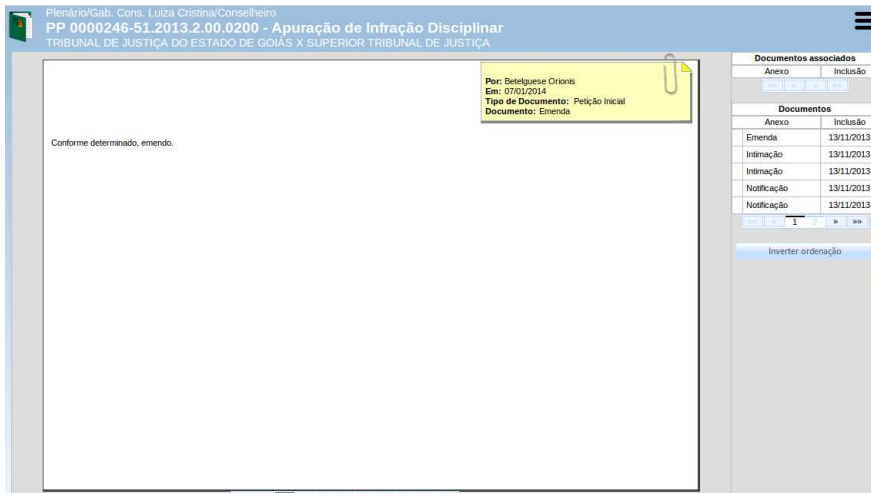 Plenário/Gab. Cons. Luiza Cristina/Conselheiro
PP 0000246-51.2013.2.00.0200 - Apuração de Infração Disciplinar
TRIBUNAL DE JUSTIÇA DO ESTADO DE GOIÁS X SUPERIOR TRIBUNAL DE JUSTIÇA
Por: Betelguese Orionis
Em: 07/01/2014
Tipo de Documento: Petição Inicial
Documento: Emenda
Conforme determinado, emendo.
Documentos associados
Anexo Inclusão
«« « » »»
Documentos
Anexo Inclusão
Emenda 13/11/2013
Intimação 13/11/2013
Intimação 13/11/2013
Notificação 13/11/2013
Notificação 13/11/2013
«« « 1 2 » »»
Inverter ordenação